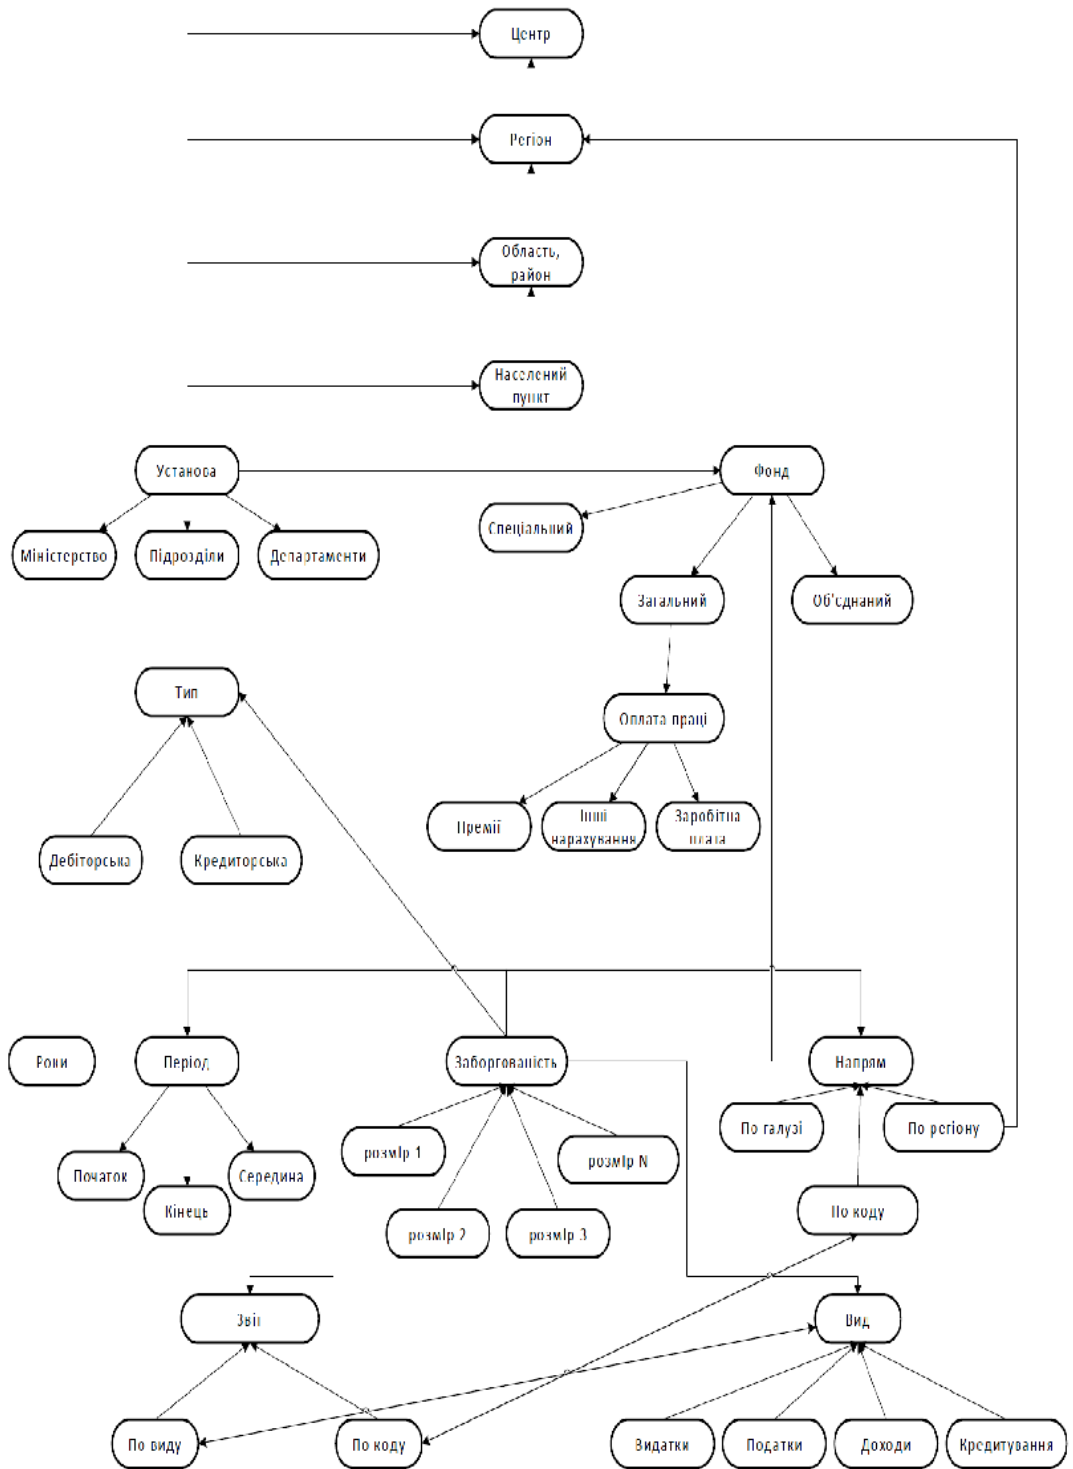 Центр
Регіон
Область,
район
Населений
пункт
Установа
Фонд
Спеціальний
Міністерство
Підрозділи
Департаменти
Загальний
Об'єднаний
Тип
Оплата праці
Премії
Інші
нарахування
Заробітна
плата
Дебіторська
Кредиторська
Роки
Період
Заборгованість
Напрям
По галузі
По регіону
розмір 1
розмір N
Початок
Середина
Кінець
По коду
розмір 2
розмір 3
Звіт
Вид
По виду
По коду
Видатки
Податки
Доходи
Кредитування